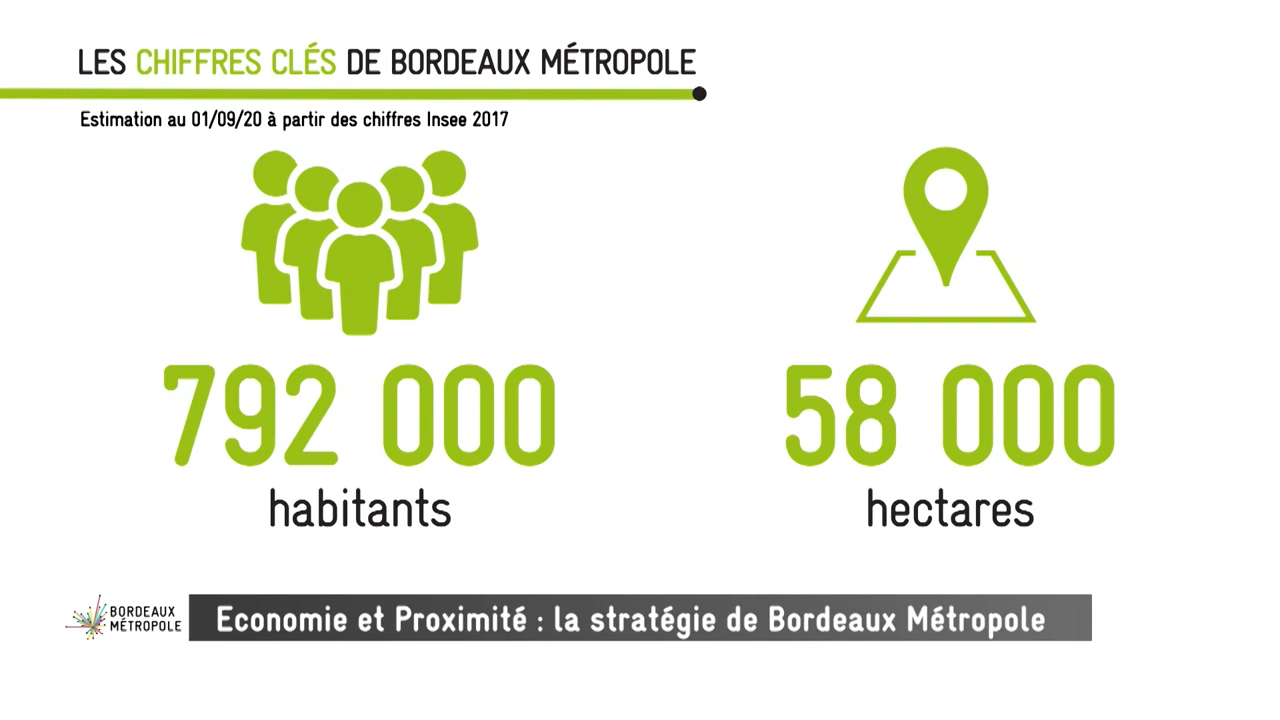 LES CHIFFRES CLÉS DE BORDEAUX MÉTROPOLE
Estimation au 01/09/20 à partir des chiffres Insee 2017
792 000
habitants
58 000
hectares
BORDEAUX
MÉTROPOLE
Economie et Proximité : la stratégie de Bordeaux Métropole